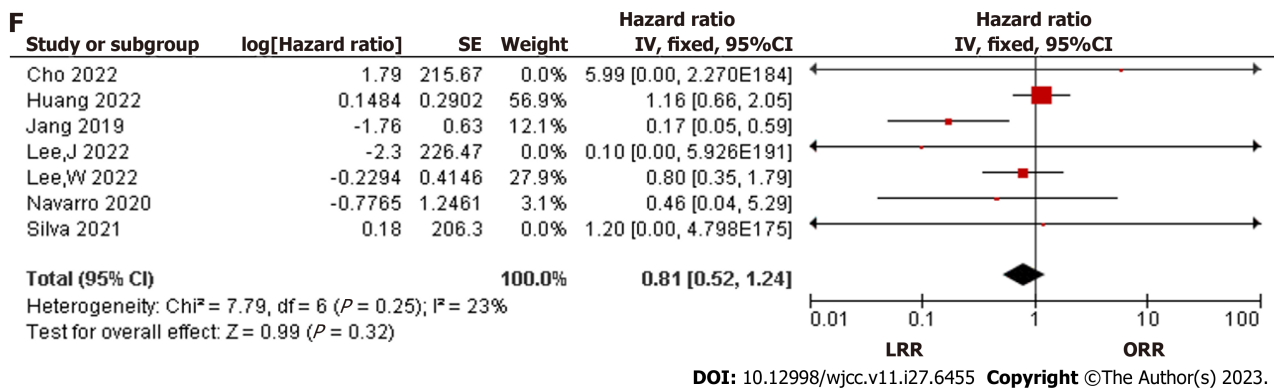 F
Hazard ratio Hazard ratio
Study or subgroup log[Hazard ratio] SE Weight IV, fixed, 95%CI IV, fixed, 95%CI
Cho 2022 1.79 215.67 0.0% 5.99 [0.00, 2.270E184]
Huang 2022 0.1484 0.2902 56.9% 1.16 [0.66, 2.05]
Jang 2019 -1.76 0.63 12.1% 0.17 [0.05, 0.59]
Lee,J 2022 -2.3 226.47 0.0% 0.10 [0.00, 5.926E191]
Lee,W 2022 -0.2294 0.4146 27.9% 0.80 [0.35, 1.79]
Navarro 2020 -0.7765 1.2461 3.1% 0.46 [0.04, 5.29]
Silva 2021 0.18 206.3 0.0% 1.20 [0.00, 4.798E175]
Total (95% CI) 100.0% 0.81 [0.52, 1.24]
Heterogeneity: Chi² = 7.79, df = 6 (P = 0.25); I² = 23%
Test for overall effect: Z = 0.99 (P = 0.32)
0.01 0.1 1 10 100
LRR ORR
DOI: 10.12998/wjcc.v11.i27.6455 Copyright ©The Author(s) 2023.